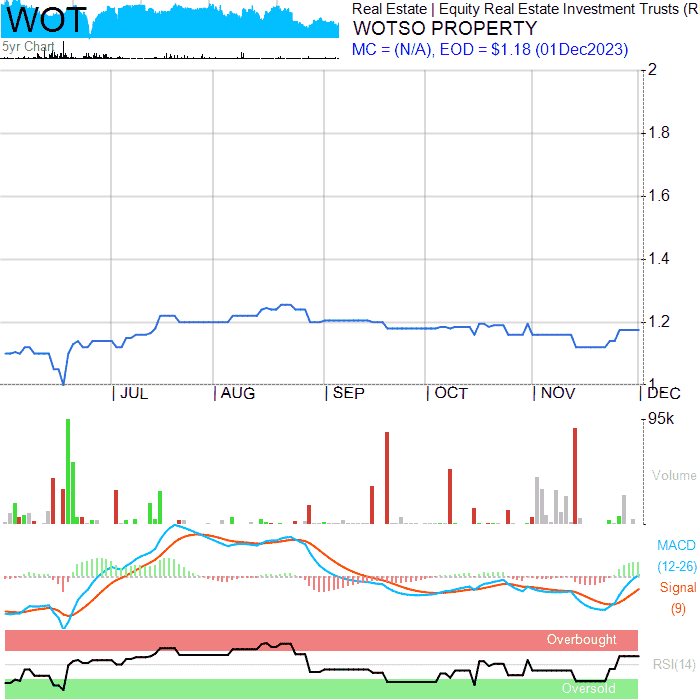 WOT
5yr Chart
Real Estate | Equity Real Estate Investment Trusts (R
WOTSO PROPERTY
MC = (N/A), EOD = $1.18 (01Dec2023)
2
1.8
1.6
1.4
1.2
1
JUL AUG SEP OCT NOV DEC
95k
Volume
MACD
(12-26)
Signal
(9)
Overbought
RSI(14)
Oversold